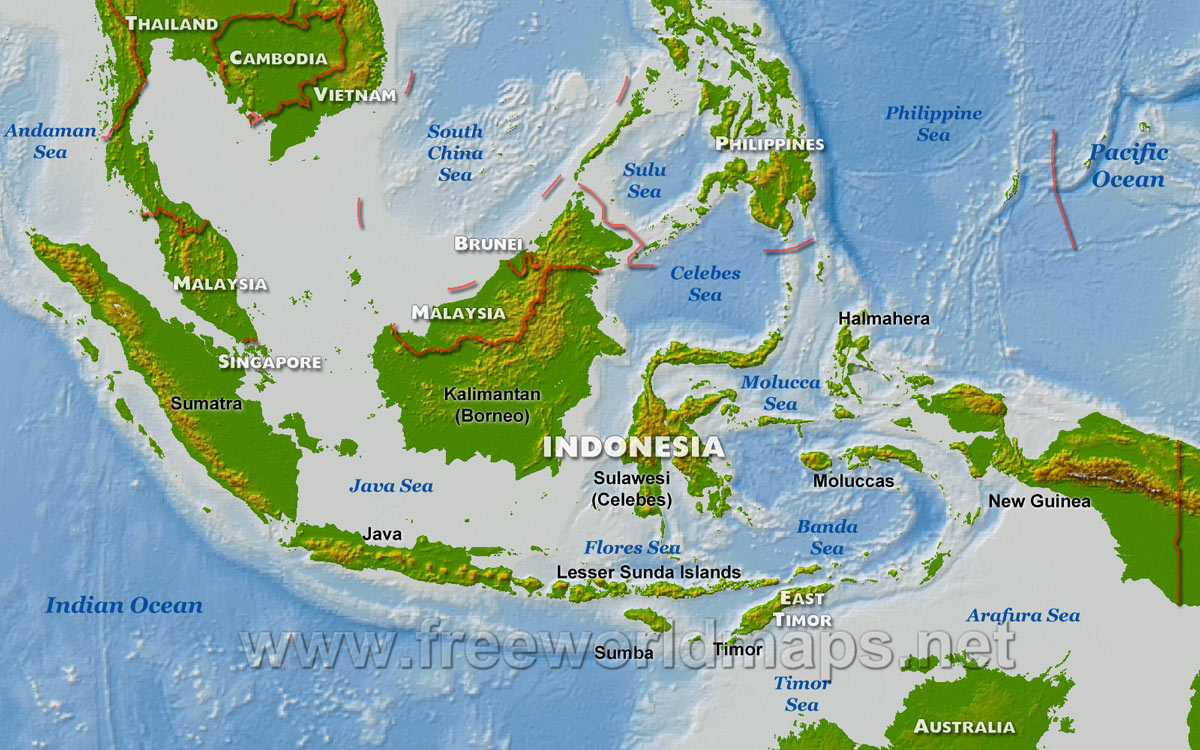 THAILAND
CAMBODIA
VIETNAM
Andaman
Sea
South
China
Sea
Philippine
Sea
PHILIPPINES
Pacific
Ocean
Sulu
Sea
BRUNEI
Celebes
Sea
MALAYSIA
MALAYSIA
Halmahera
SINGAPORE
Molucca
Sea
Kalimantan
(Borneo)
Sumatra
INDONESIA
Sulawesi
(Celebes)
Moluccas
Java Sea
New Guinea
Java
Banda
Sea
Flores Sea
Lesser Sunda Islands
Indian Ocean
EAST
TIMOR
Arafura Sea
www.freeworldmaps.net
Sumba
Timor
Timor
Sea
AUSTRALIA